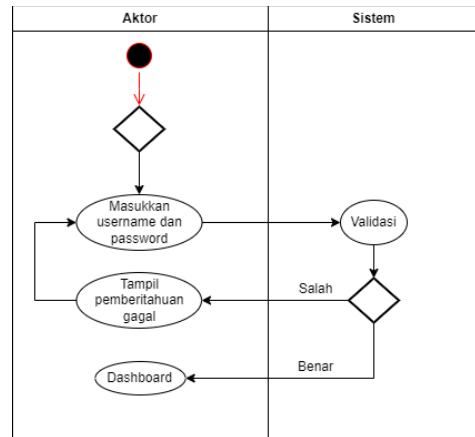 Aktor
Sistem
Masukkan
username dan
password
Validasi
Tampil
pemberitahuan
gagal
Salah
Dashboard
Benar